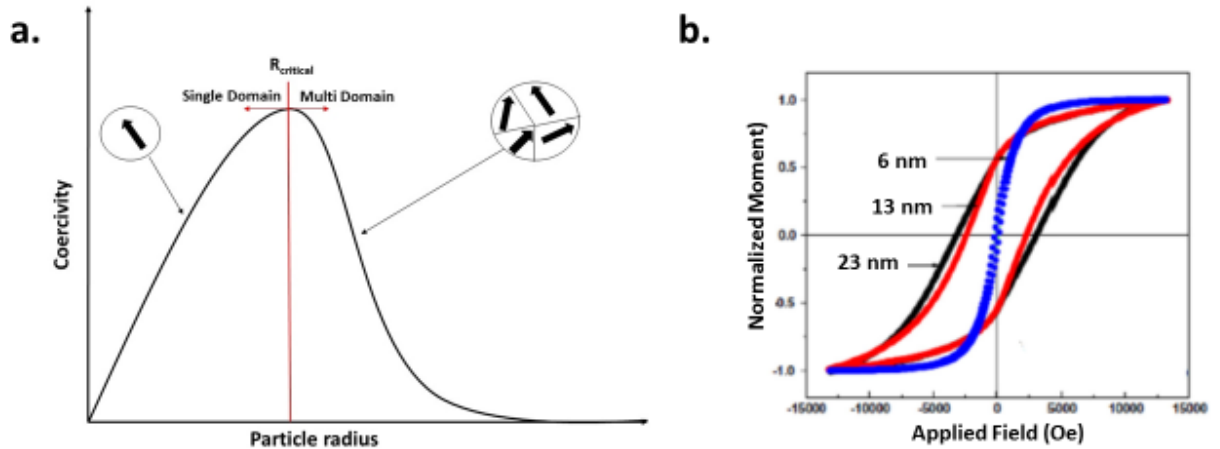 a.
R_critical
Single Domain
Multi Domain
Coercivity
Particle radius
b.
Normalized Moment
1.0
0.5
0.0
-0.5
-1.0
6 nm
13 nm
23 nm
-15000 -10000 -5000 0 5000 10000 15000
Applied Field (Oe)